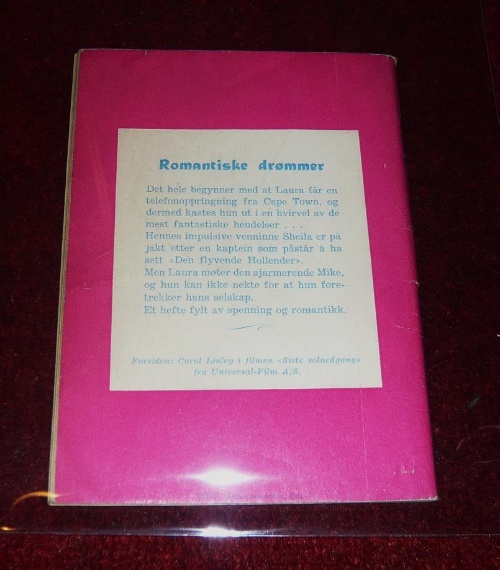 Romantiske drømmer
Det hele begynner med at Laura får en
telefonoppringning fra Cape Town, og
dermed kastes hun ut i en hvirvel av de
mest fantastiske hendelser . . .
Hennes impulsive venninne Sheila er på
jakt etter en kaptein som påstår å ha
sett «Den flyvende Hollender».
Men Laura møter den sjarmerende Mike,
og hun kan ikke nekte for at hun fore-
trekker hans selskap.
Et hefte fylt av spenning og romantikk.
Forsiden: Carol i filmen «Siste solnedgang»
fra Universal-Film A/S.